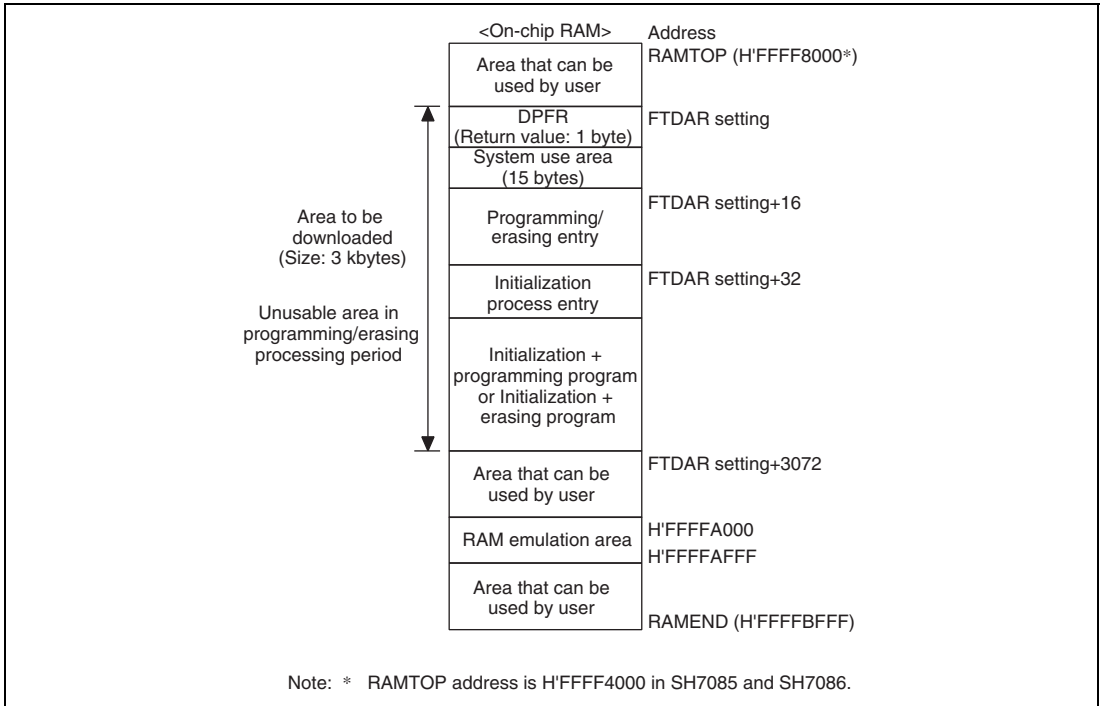 <On-chip RAM>
Address
RAMTOP (H'FFFF8000*)
Area that can be
used by user
DPFR
(Return value: 1 byte)
FTDAR setting
System use area
(15 bytes)
FTDAR setting+16
Programming/
erasing entry
Area to be
downloaded
(Size: 3 kbytes)
FTDAR setting+32
Initialization
process entry
Unusable area in
programming/erasing
processing period
Initialization +
programming program
or Initialization +
erasing program
FTDAR setting+3072
Area that can be
used by user
H'FFFFA000
RAM emulation area
H'FFFFAFFF
Area that can be
used by user
RAMEND (H'FFFFBFFF)
Note: * RAMTOP address is H'FFFF4000 in SH7085 and SH7086.